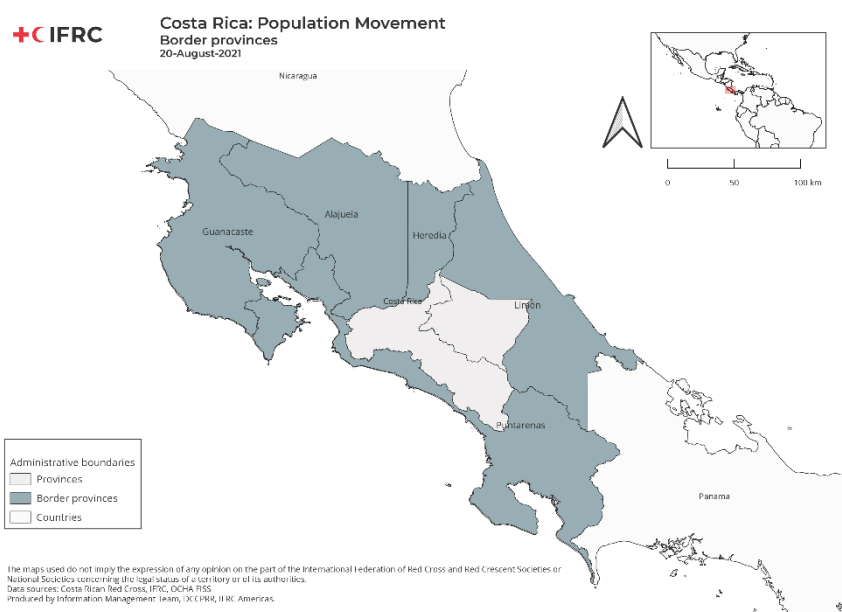 IFRC
Costa Rica: Population Movement
Border provinces
20-August-2021
Nicaragua
0 50 100 km
Alajuela
Guanacaste
Heredia
Costa Rica
Limón
Puntarenas
Panama
Administrative boundaries
Provinces
Border provinces
Countries
The maps used do not imply the expression of any opinion on the part of the International Federation of Red Cross and Red Crescent Societies or
National Societies concerning the legal status of a territory or of its authorities.
Data sources: Costa Rican Red Cross, IFRC, OCHA FISS
Produced by Information Management Team, DCCPRR, IFRC Americas.